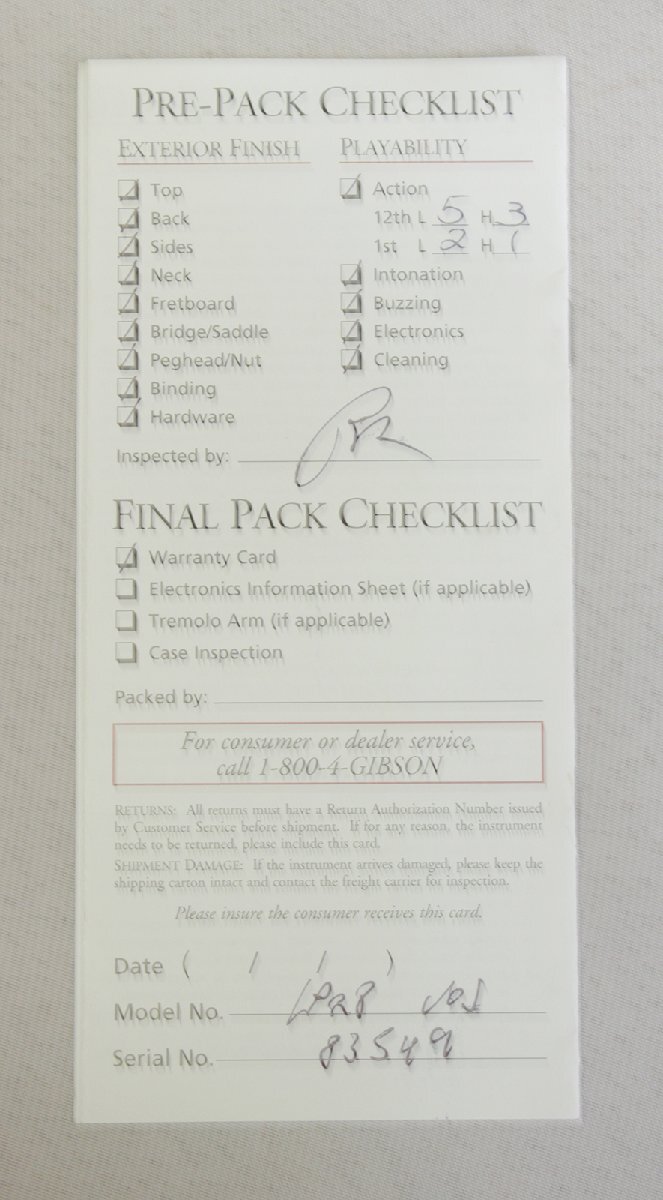 PRE-PACK CHECKLIST
EXTERIOR FINISH
Top
Back
Sides
Neck
Fretboard
Bridge/Saddle
Peghead/Nut
Binding
Hardware
PLAYABILITY
Action
12th L 5 H 3
1st L 2 H 1
Intonation
Buzzing
Electronics
Cleaning
Inspected by:
FINAL PACK CHECKLIST
Warranty Card
Electronics Information Sheet (if applicable)
Tremolo Arm (if applicable)
Case Inspection
Packed by:
For consumer or dealer service,
call 1-800-4-GIBSON
RETURNS: All returns must have a Return Authorization Number issued
by Customer Service before shipment. If for any reason, the instrument
needs to be returned, please include this card.
SHIPMENT DAMAGE: If the instrument arrives damaged, please keep the
shipping carton intact and contact the freight carrier for inspection.
Please insure the consumer receives this card.
Date ( / / )
Model No. LPR8 VOS
Serial No. 83549